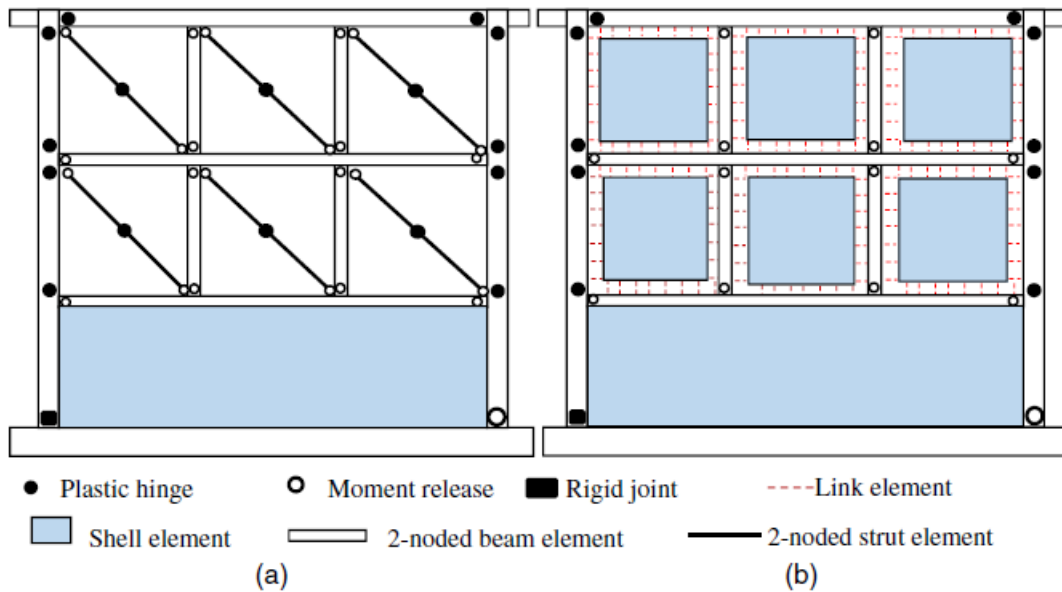 Plastic hinge Moment release Rigid joint Link element
Shell element 2-noded beam element 2-noded strut element
(a) (b)